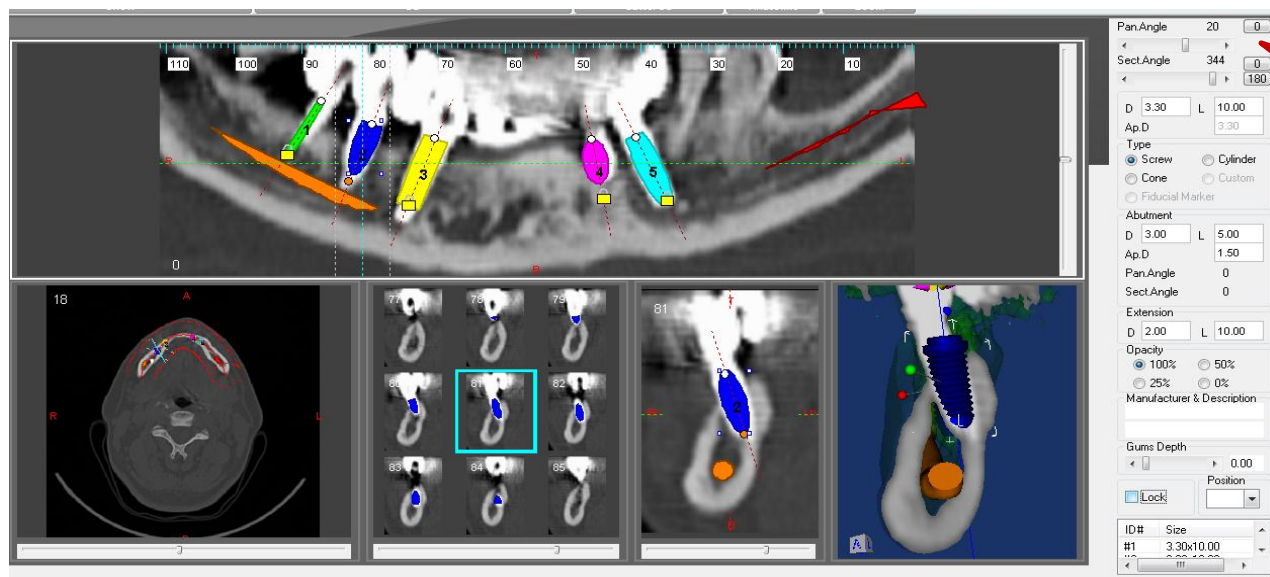 Pan.Angle 20 0
Sect.Angle 344 0
180
D 3.30 L 10.00
Ap.D 3.30
Type
Screw Cylinder
Cone Custom
Fiducial Marker
Abutment
D 3.00 L 5.00
Ap.D 1.50
Pan.Angle 0
Sect.Angle 0
Extension
D 2.00 L 10.00
Opacity
100% 50%
25% 0%
Manufacturer & Description
Gums Depth
0.00
Lock Position
ID# Size
#1 3.30x10.00
110 100 90 80 70 60 50 40 30 20 10
1 3 4 5
R L
0 B
18
A
R L
77 78 79
80 81 82
83 84 85
81
T
2
B
A L